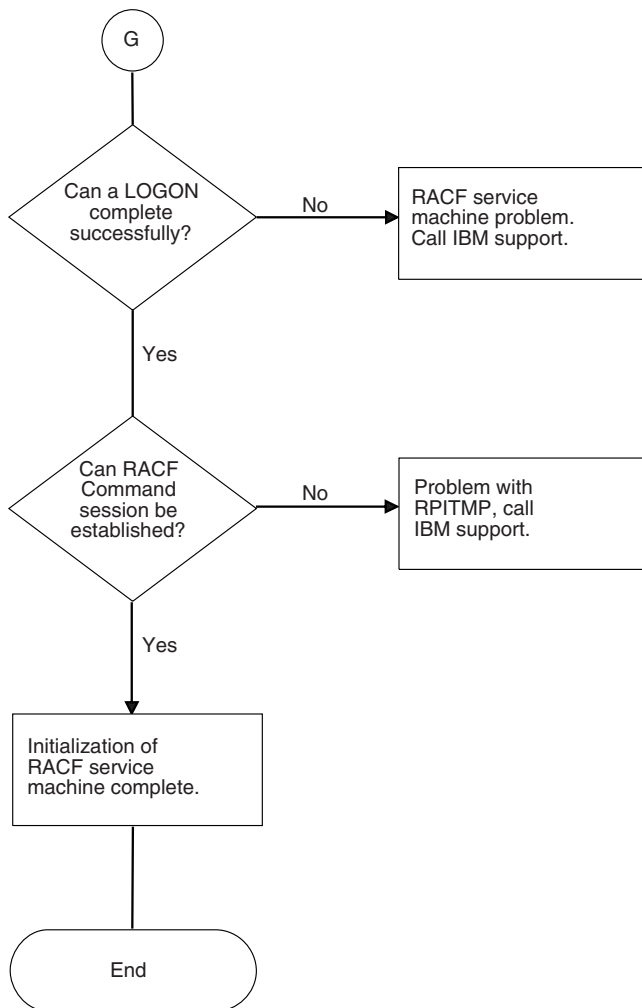 G
Can a LOGON
complete
successfully?
No
RACF service
machine problem.
Call IBM support.
Yes
Can RACF
Command
session be
established?
No
Problem with
RPITMP, call
IBM support.
Yes
Initialization of
RACF service
machine complete.
End